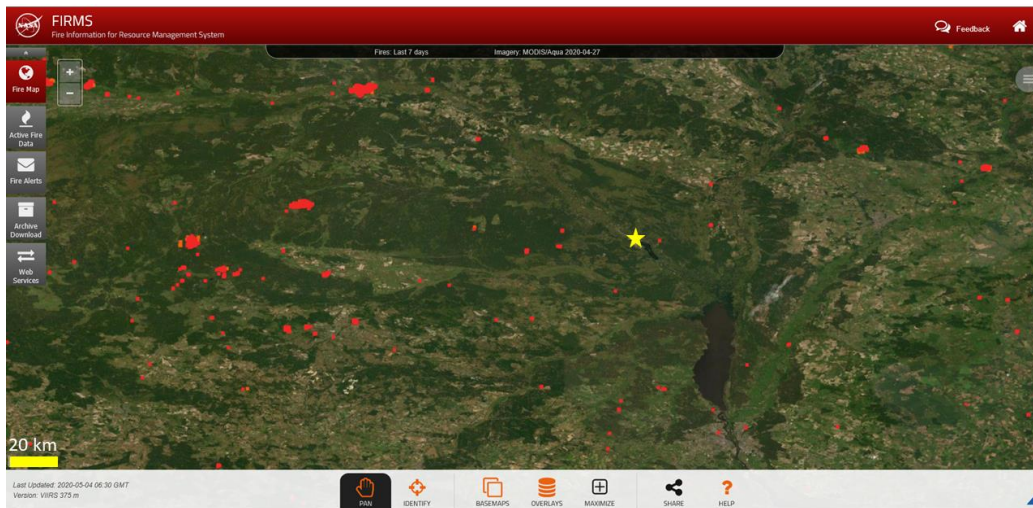 NASA
FIRMS
Fire Information for Resource Management System
Feedback
Fires: Last 7 days
Imagery: MODIS/Aqua 2020-04-27
+
−
Fire Map
Active Fire
Data
Fire Alerts
Archive
Download
Web
Services
20 km
Last Updated: 2020-05-04 06:30 GMT
Version: VIIRS 375 m
PAN
IDENTIFY
BASEMAPS
OVERLAYS
MAXIMIZE
SHARE
?
HELP